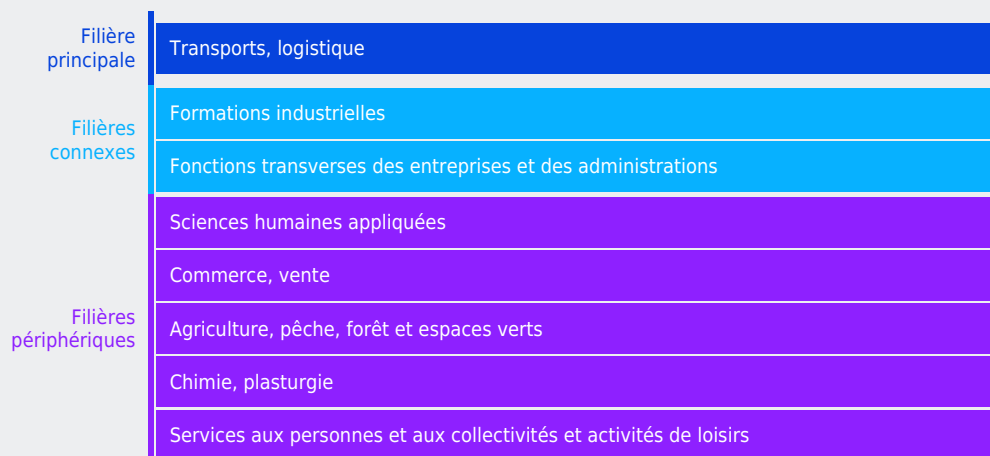 Filière
principale
Transports, logistique
Filières
connexes
Formations industrielles
Fonctions transverses des entreprises et des administrations
Filières
périphériques
Sciences humaines appliquées
Commerce, vente
Agriculture, pêche, forêt et espaces verts
Chimie, plasturgie
Services aux personnes et aux collectivités et activités de loisirs